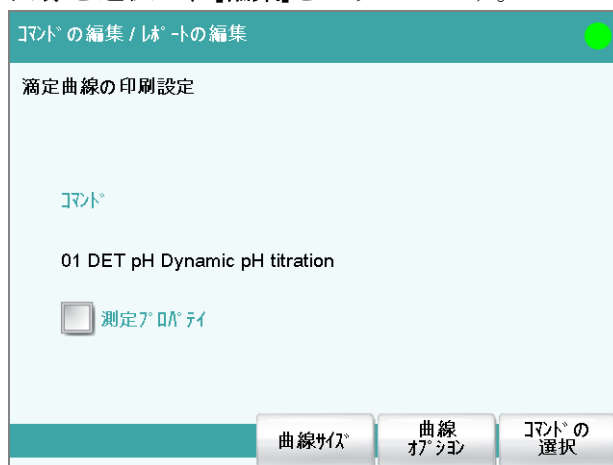 ｺﾏﾝﾄﾞの編集 / ﾚﾎﾟｰﾄの編集
滴定曲線の印刷設定
ｺﾏﾝﾄﾞ
01 DET pH Dynamic pH titration
測定ﾌﾟﾛﾊﾟﾃｲ
曲線ｻｲｽﾞ
曲線
ｵﾌﾟｼｮﾝ
ｺﾏﾝﾄﾞの
選択